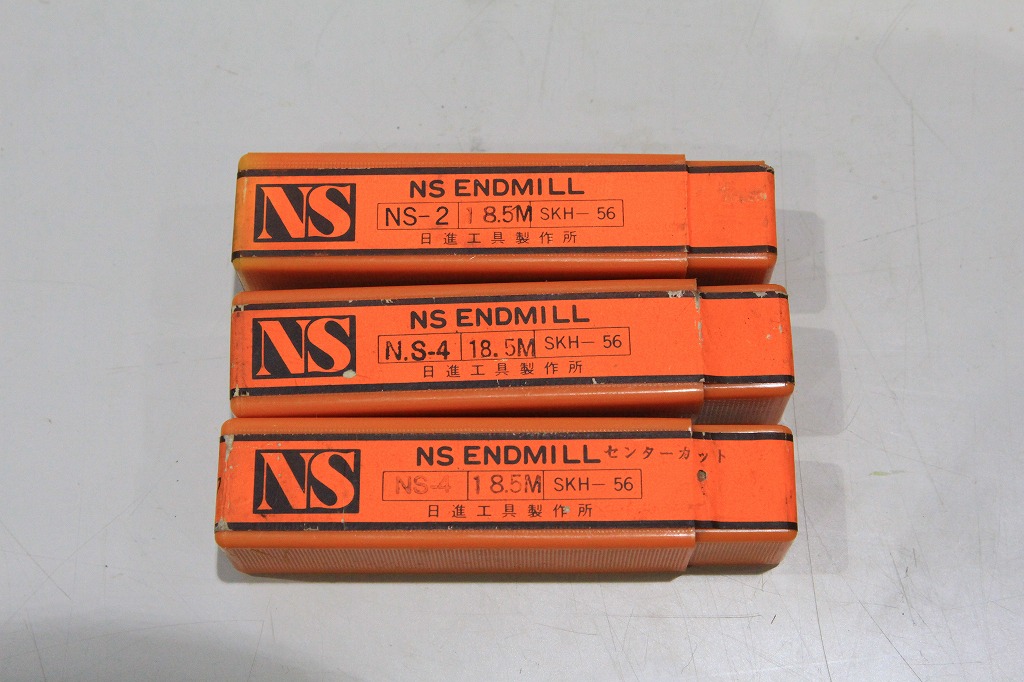 NS
NS ENDMILL
NS-2 18.5M SKH-56
日進工具製作所
NS
NS ENDMILL
N.S-4 18.5M SKH-56
日進工具製作所
NS
NS ENDMILL センターカット
NS-4 18.5M SKH-56
日進工具製作所